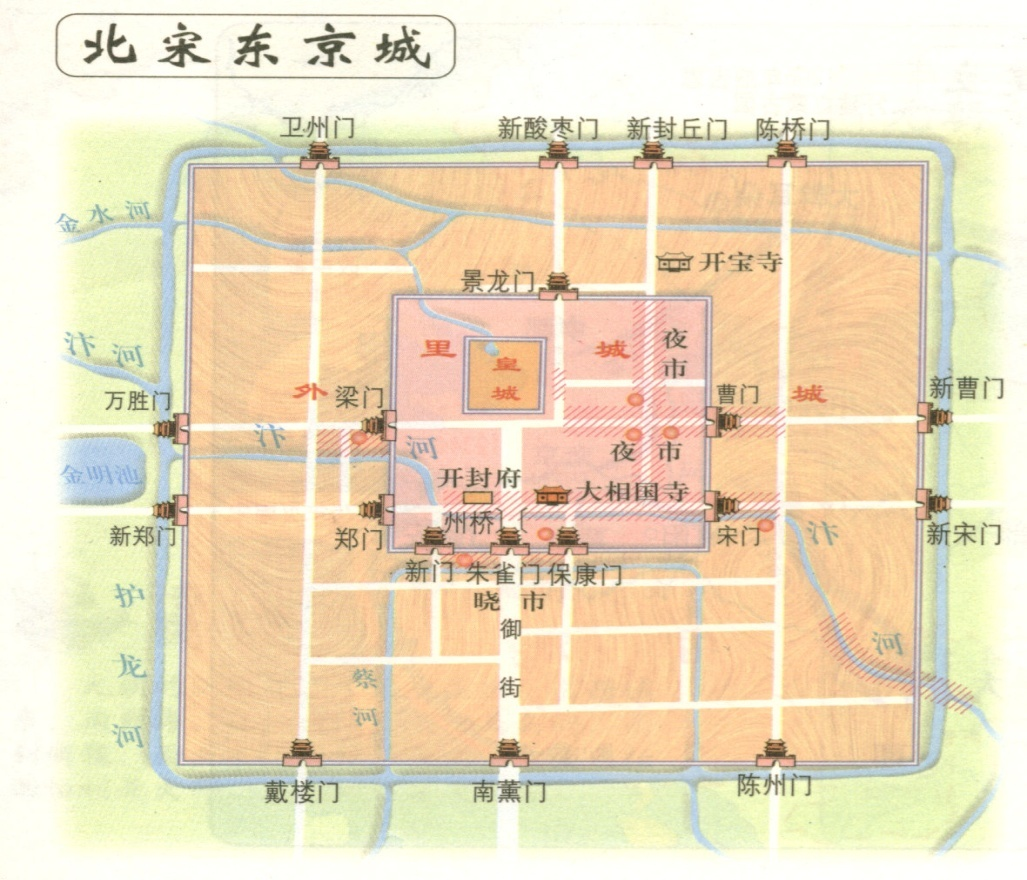 北宋东京城
卫州门
新酸枣门
新封丘门
陈桥门
金水河
开宝寺
景龙门
汴河
里
城
夜市
皇城
外
城
万胜门
梁门
曹门
新曹门
汴
河
夜市
金明池
开封府
大相国寺
州桥
新郑门
郑门
宋门
新宋门
汴
新门
朱雀门
保康门
晓市
护龙河
御街
河
蔡河
戴楼门
南薰门
陈州门